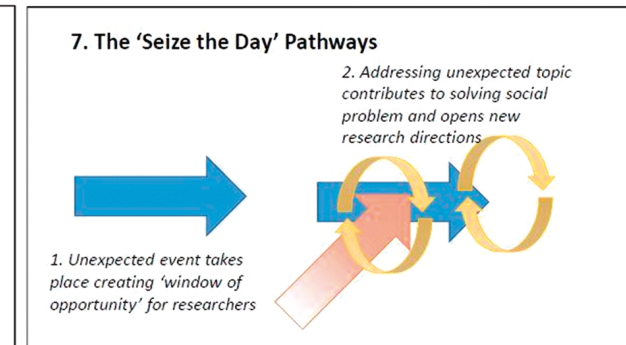 7. The ‘Seize the Day’ Pathways
2. Addressing unexpected topic
contributes to solving social
problem and opens new
research directions
1. Unexpected event takes
place creating ‘window of
opportunity’ for researchers